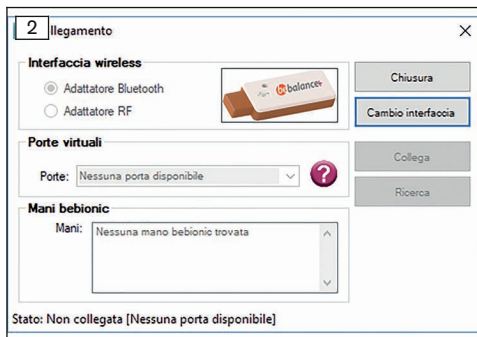 2 llegamento
Interfaccia wireless
Adattatore Bluetooth
Adattatore RF
bebalance+
Chiusura
Cambio interfaccia
Porte virtuali
Porte: Nessuna porta disponibile
?
Collega
Ricerca
Mani bebionic
Mani: Nessuna mano bebionic trovata
Stato: Non collegata [Nessuna porta disponibile]